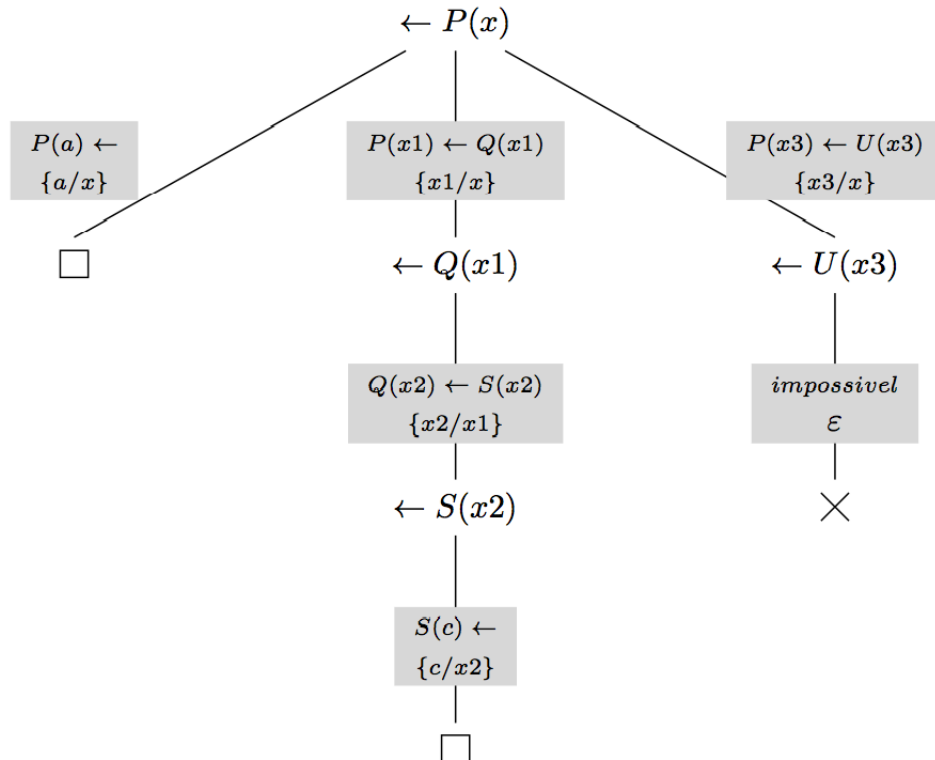 ← P(x)
P(a) ←
{a/x}
P(x1) ← Q(x1)
{x1/x}
P(x3) ← U(x3)
{x3/x}
□
← Q(x1)
← U(x3)
Q(x2) ← S(x2)
{x2/x1}
impossivel
ε
← S(x2)
×
S(c) ←
{c/x2}
□